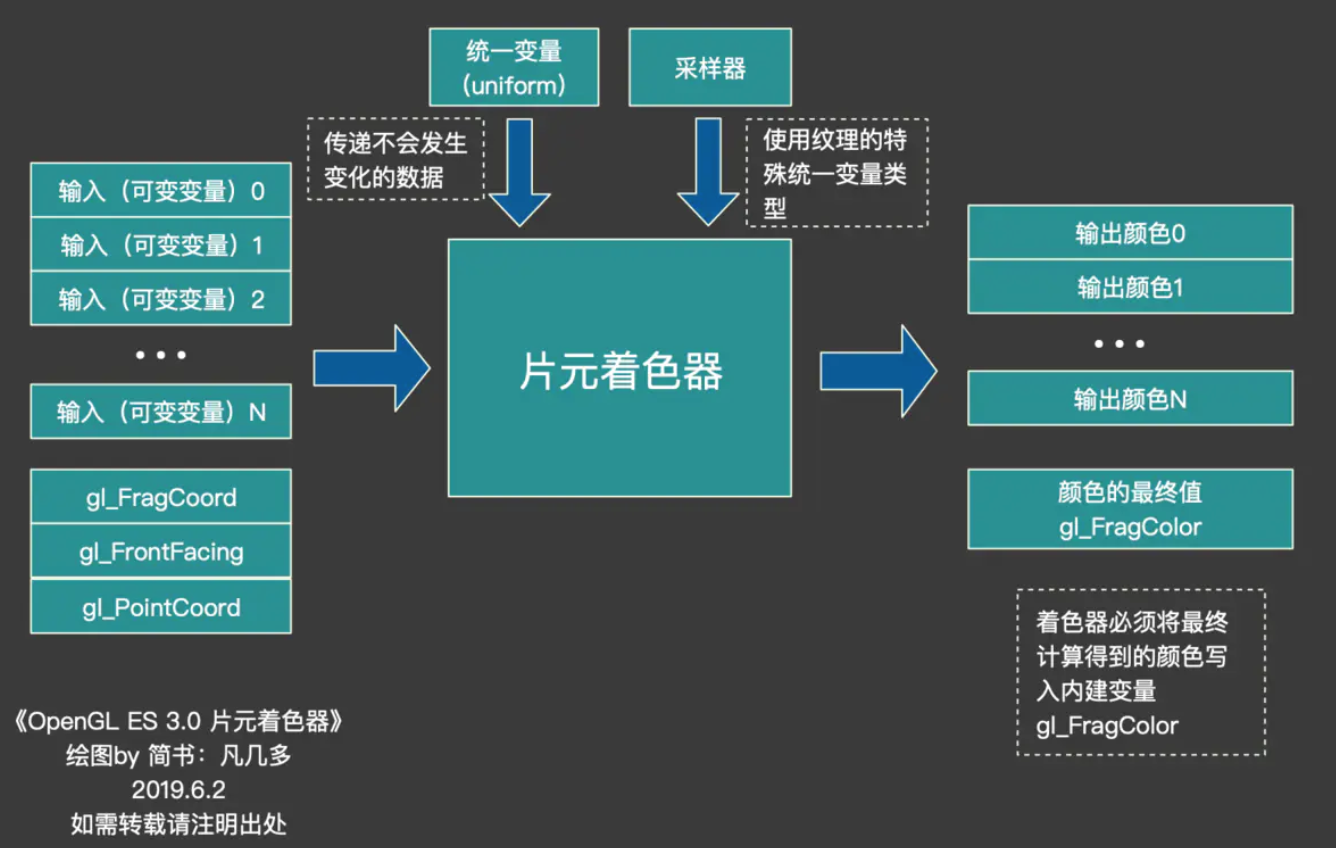 统一变量
(uniform)
采样器
传递不会发生
变化的数据
使用纹理的特
殊统一变量类
型
输入（可变变量）0
输入（可变变量）1
输入（可变变量）2
•••
输入（可变变量）N
gl_FragCoord
gl_FrontFacing
gl_PointCoord
片元着色器
输出颜色0
输出颜色1
•••
输出颜色N
颜色的最终值
gl_FragColor
着色器必须将最终
计算得到的颜色写
入内建变量
gl_FragColor
《OpenGL ES 3.0 片元着色器》
绘图by 简书：凡几多
2019.6.2
如需转载请注明出处